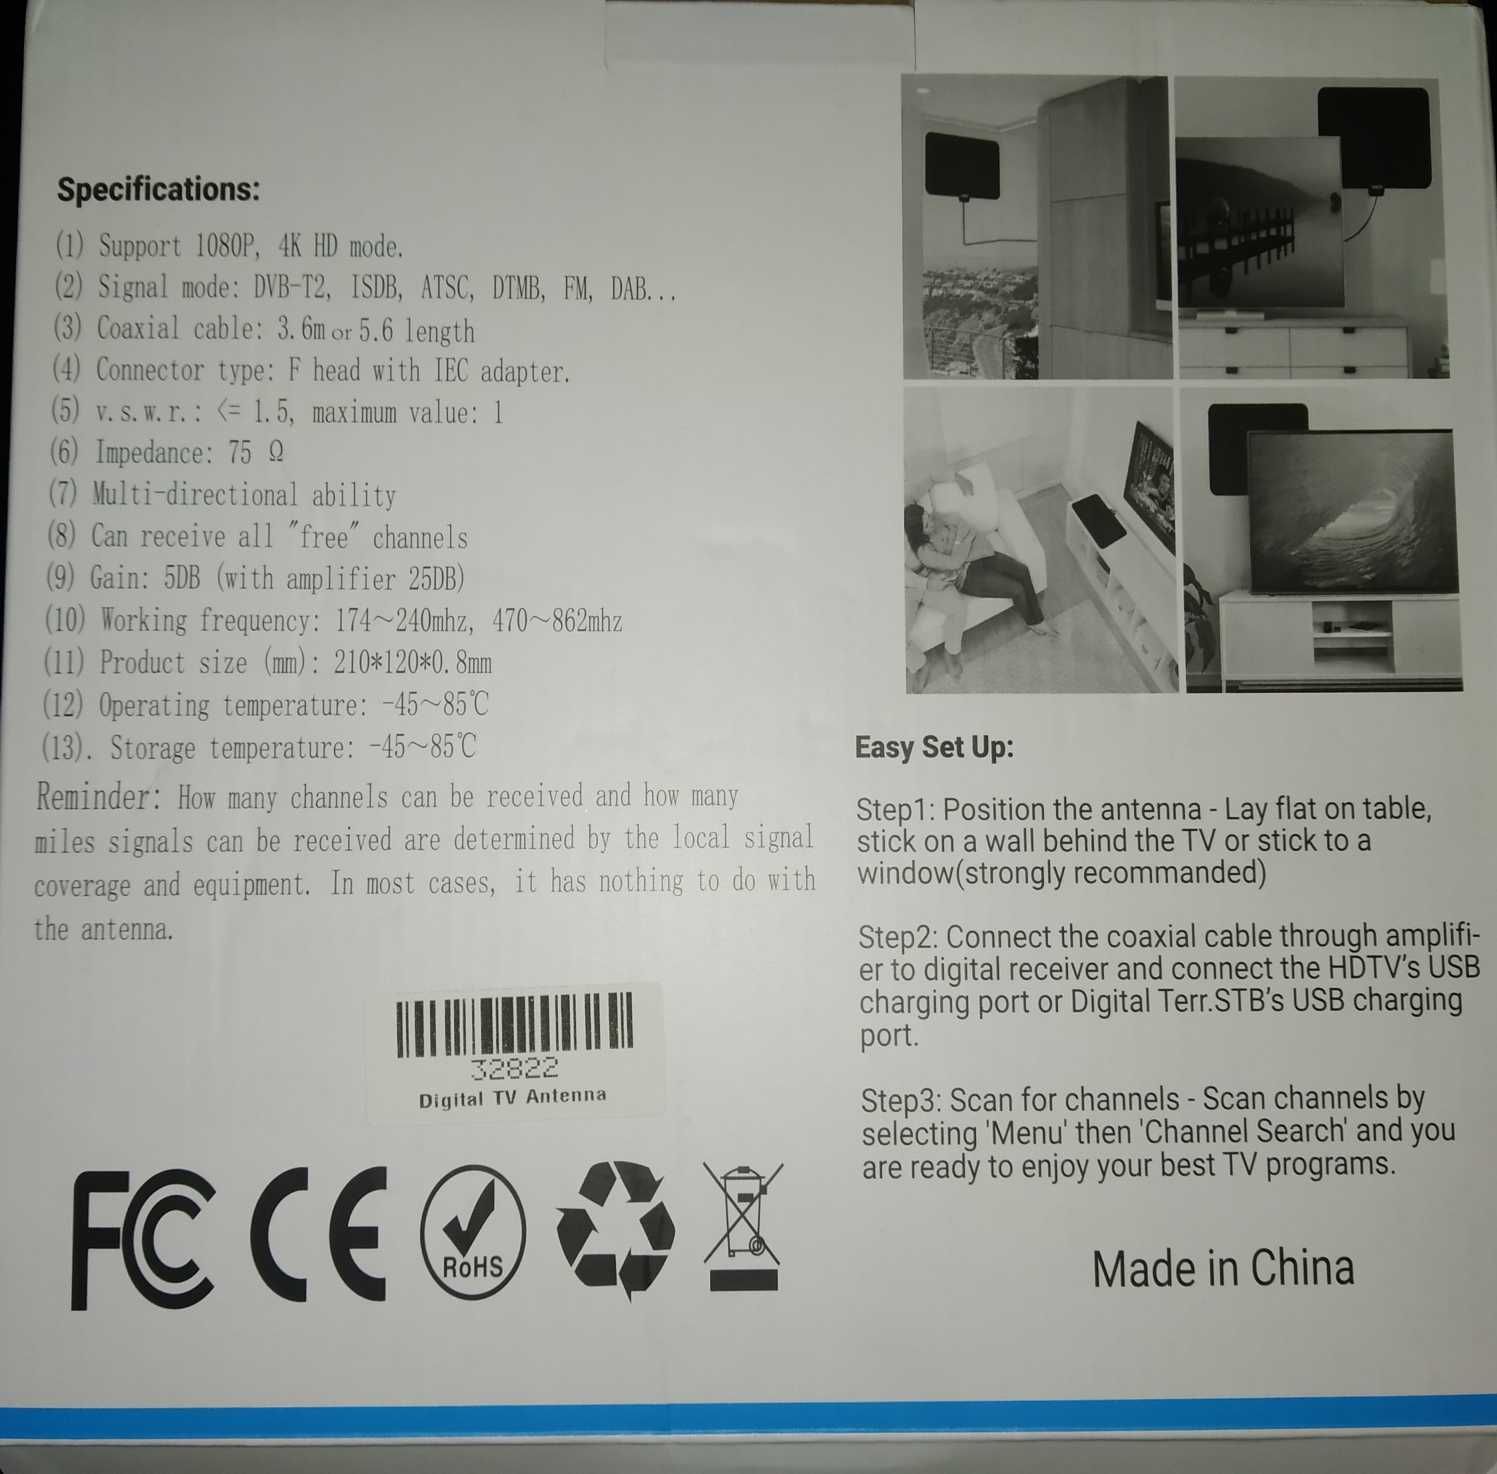 Specifications:
(1) Support 1080P, 4K HD mode.
(2) Signal mode: DVB-T2, ISDB, ATSC, DTMB, FM, DAB...
(3) Coaxial cable: 3.6m or 5.6 length
(4) Connector type: F head with IEC adapter.
(5) v.s.w.r.: <= 1.5, maximum value: 1
(6) Impedance: 75 Ω
(7) Multi-directional ability
(8) Can receive all "free" channels
(9) Gain: 5DB (with amplifier 25DB)
(10) Working frequency: 174~240mhz, 470~862mhz
(11) Product size (mm): 210*120*0.8mm
(12) Operating temperature: -45~85℃
(13). Storage temperature: -45~85℃
Reminder: How many channels can be received and how many
miles signals can be received are determined by the local signal
coverage and equipment. In most cases, it has nothing to do with
the antenna.
32822
Digital TV Antenna
FC CE RoHS
Easy Set Up:
Step1: Position the antenna - Lay flat on table,
stick on a wall behind the TV or stick to a
window(strongly recommanded)
Step2: Connect the coaxial cable through amplifi-
er to digital receiver and connect the HDTV's USB
charging port or Digital Terr.STB's USB charging
port.
Step3: Scan for channels - Scan channels by
selecting 'Menu' then 'Channel Search' and you
are ready to enjoy your best TV programs.
Made in China